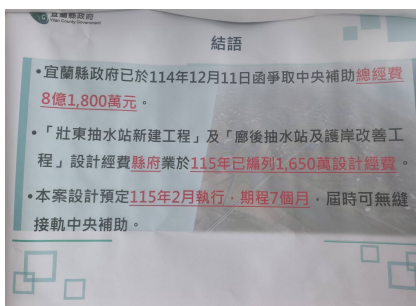 宜蘭縣政府
Yilan County Government
結語
•宜蘭縣政府已於114年12月11日函爭取中央補助總經費
8億1,800萬元。
•「壯東抽水站新建工程」及「廍後抽水站及護岸改善工
程」設計經費縣府業於115年已編列1,650萬設計經費。
•本案設計預定115年2月執行,期程7個月,屆時可無縫
接軌中央補助。